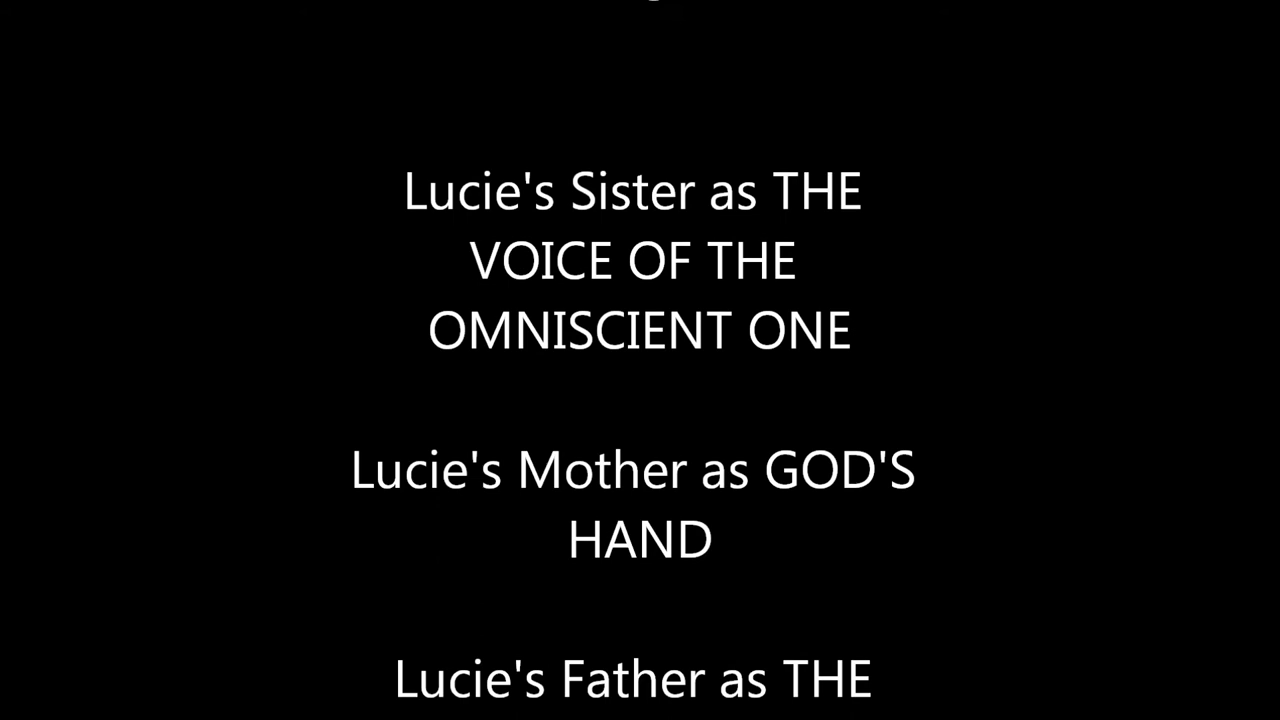 Lucie's Sister as THE
VOICE OF THE
OMNISCIENT ONE
Lucie's Mother as GOD'S
HAND
Lucie's Father as THE